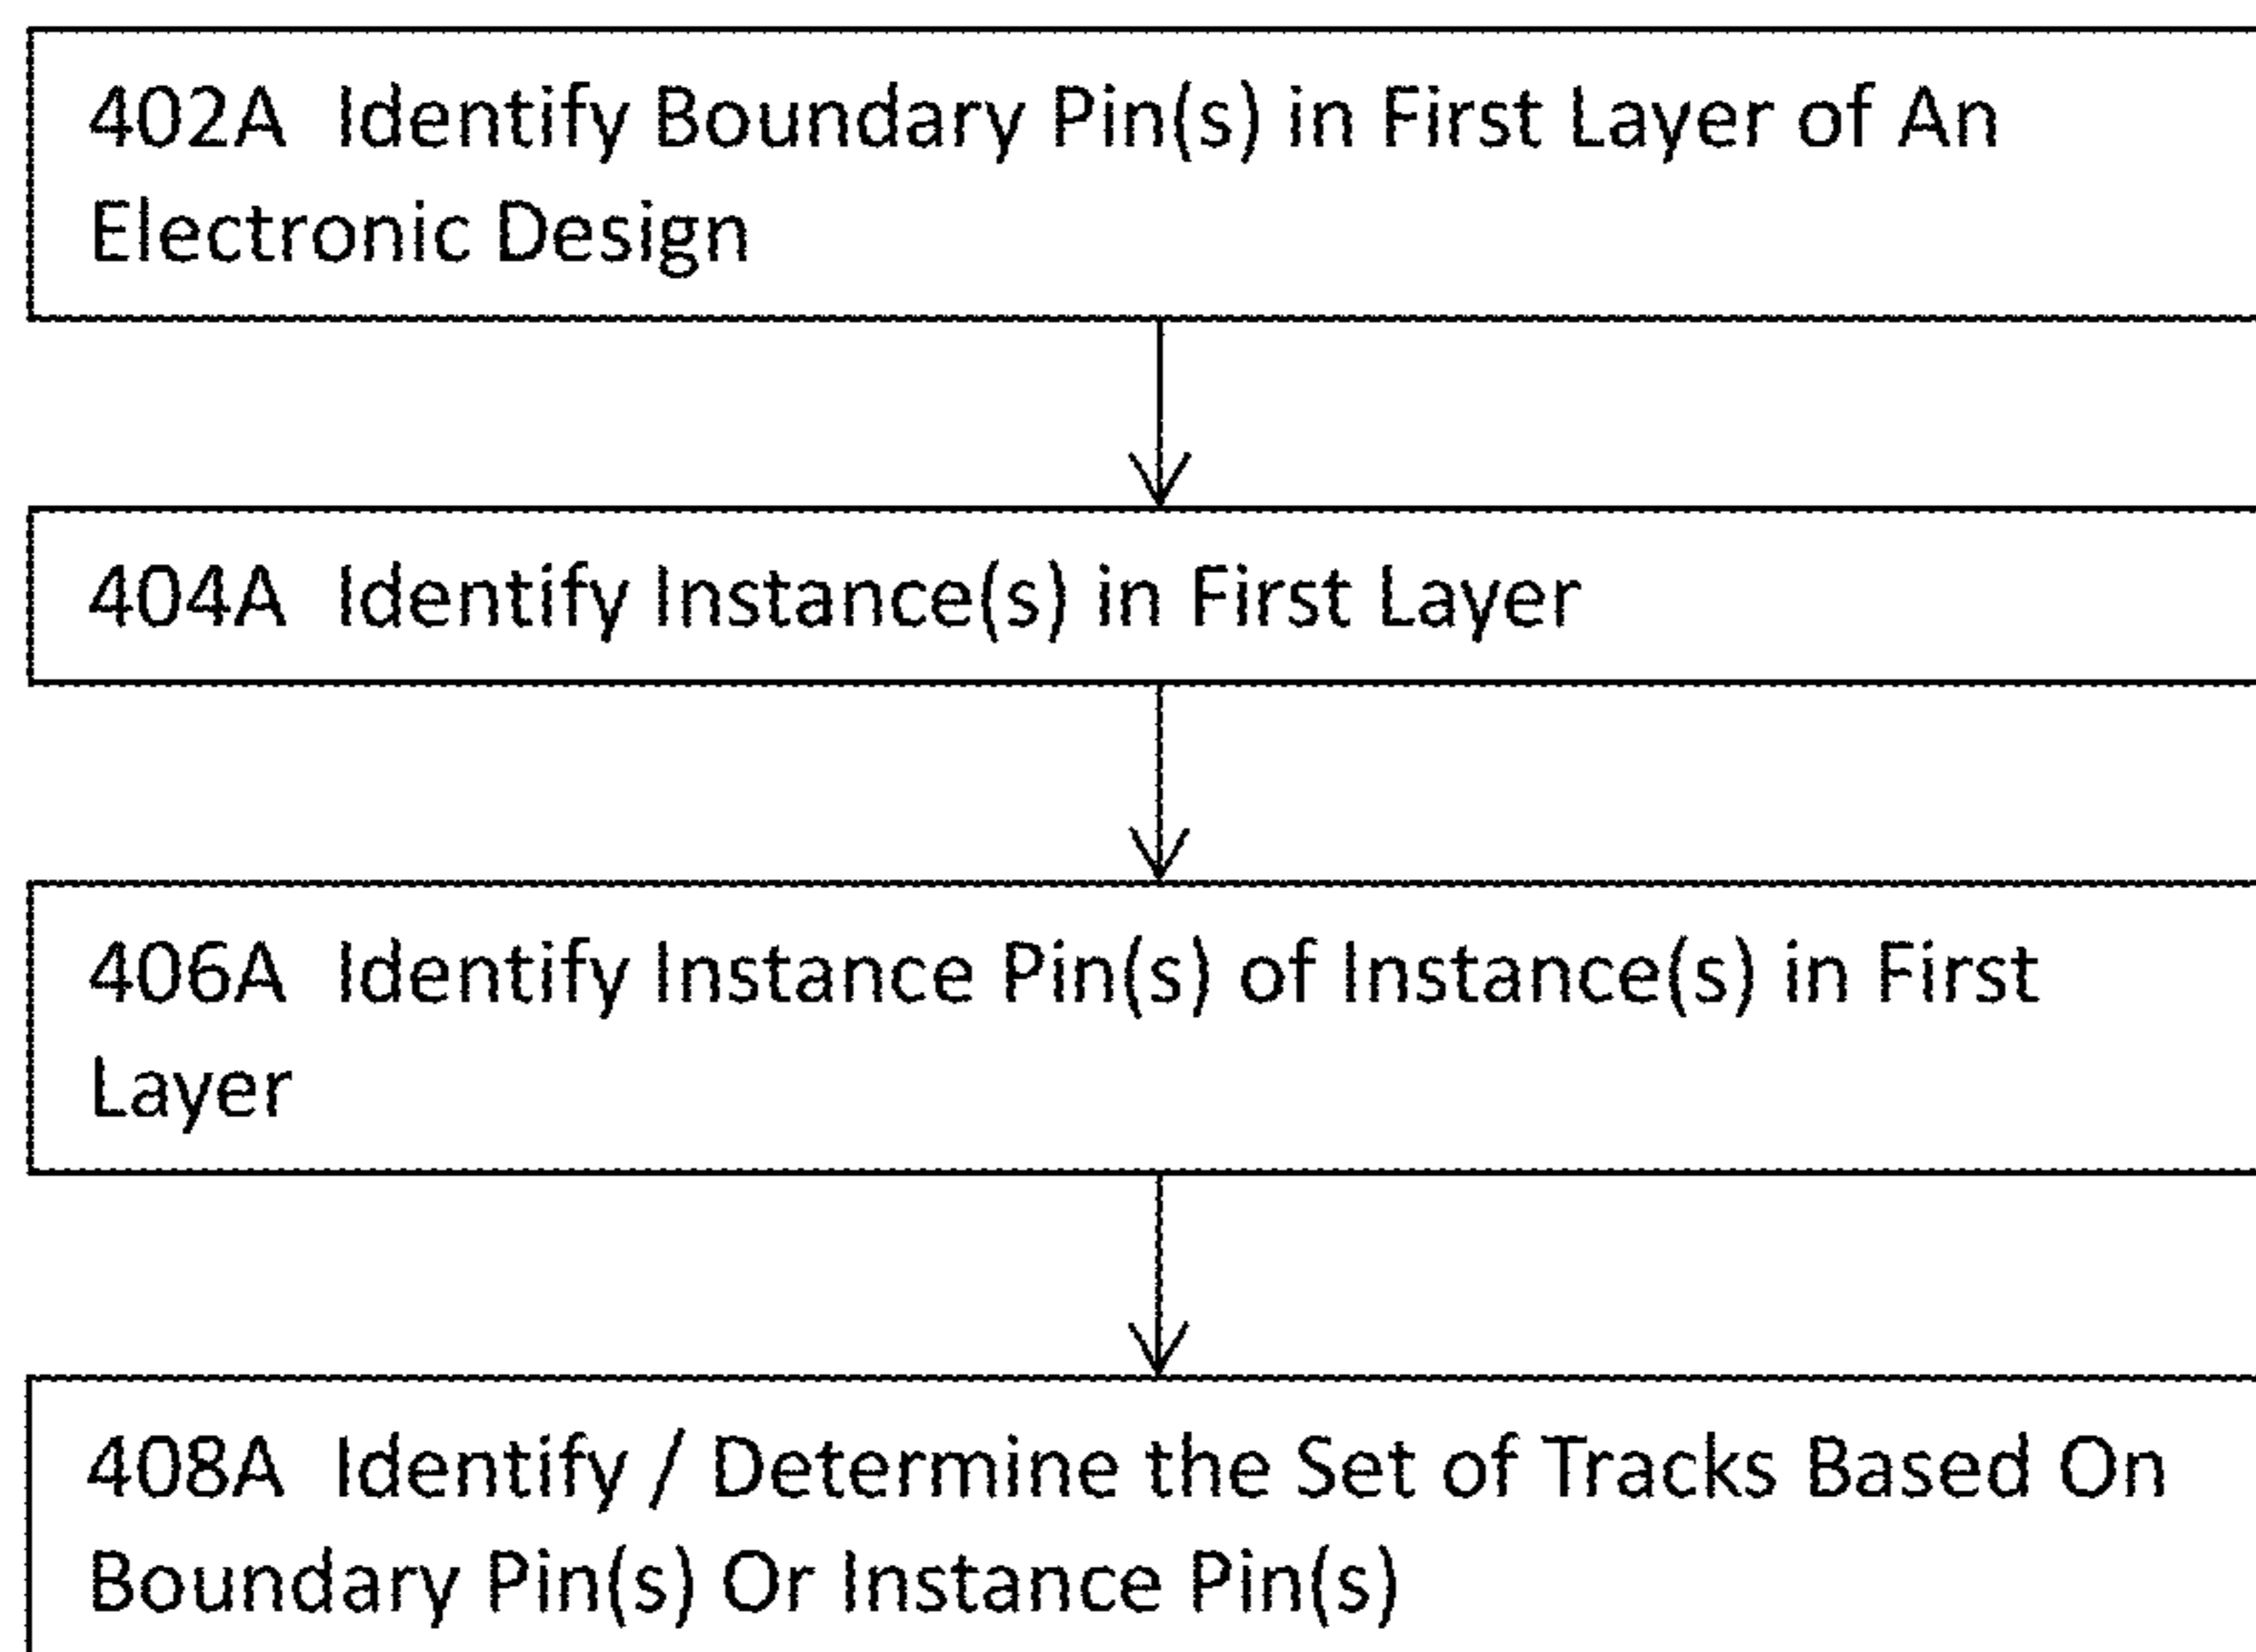 402A Identify Boundary Pin(s) in First Layer of An
Electronic Design
404A Identify Instance(s) in First Layer
406A Identify Instance Pin(s) of Instance(s) in First
Layer
408A Identify / Determine the Set of Tracks Based On
Boundary Pin(s) Or Instance Pin(s)